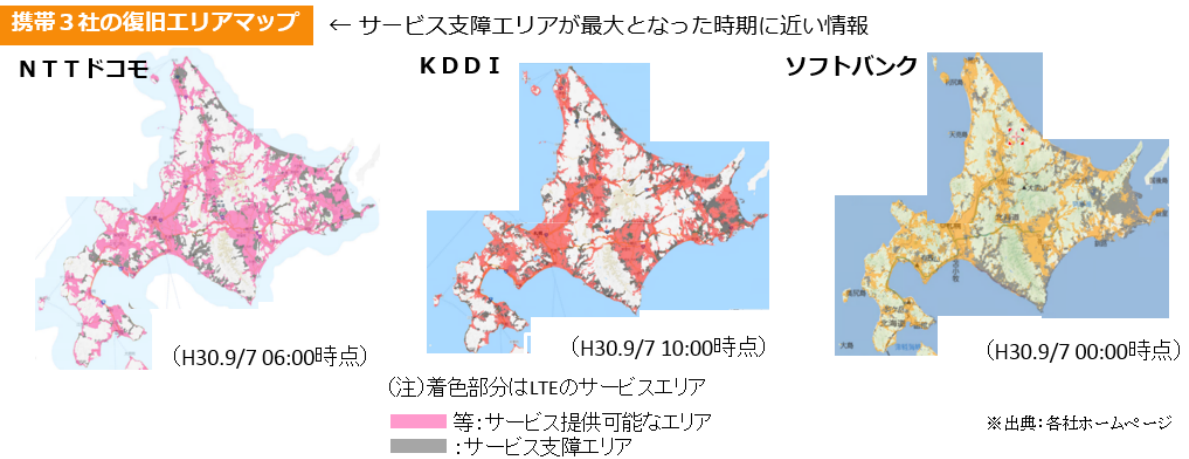 携帯３社の復旧エリアマップ
← サービス支障エリアが最大となった時期に近い情報
ＮＴＴドコモ
ＫＤＤＩ
ソフトバンク
（H30.9/7 06:00時点）
（H30.9/7 10:00時点）
（H30.9/7 00:00時点）
（注）着色部分はLTEのサービスエリア
等：サービス提供可能なエリア
：サービス支障エリア
※出典：各社ホームページ